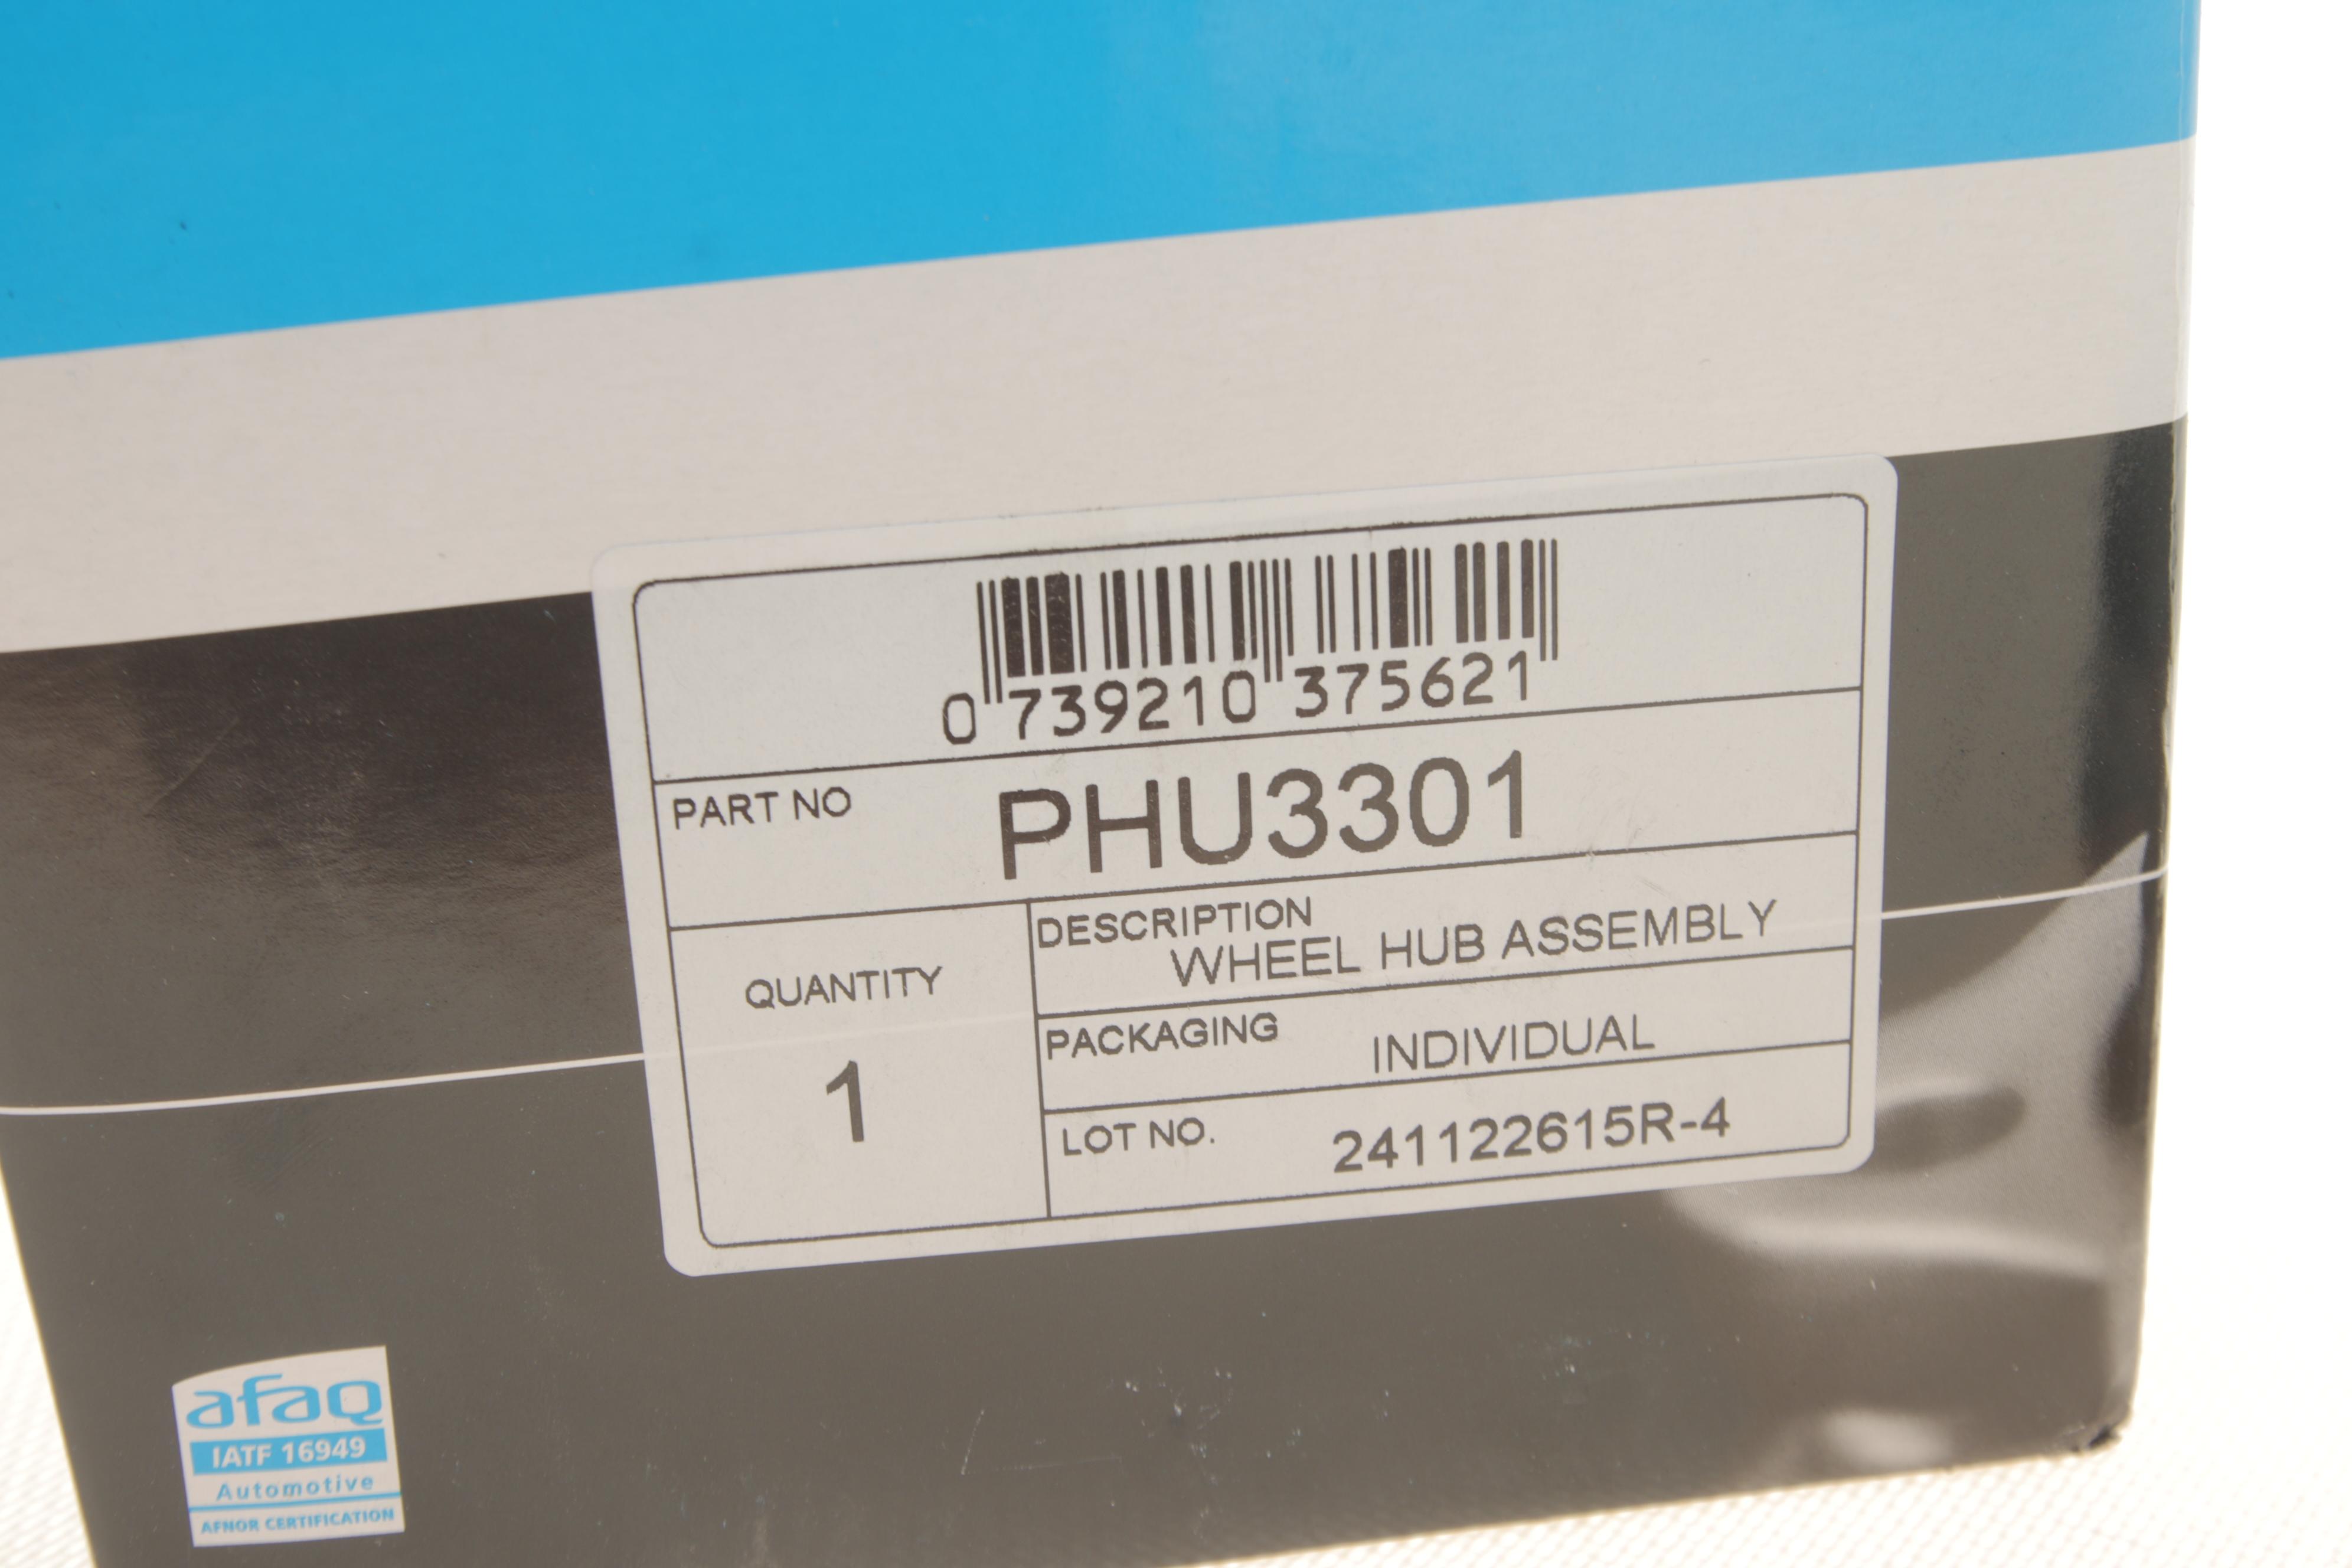 0 739210 375621
PART NO PHU3301
QUANTITY
1
DESCRIPTION
WHEEL HUB ASSEMBLY
PACKAGING INDIVIDUAL
LOT NO. 241122615R-4
afaq
IATF 16949
Automotive
AFNOR CERTIFICATION